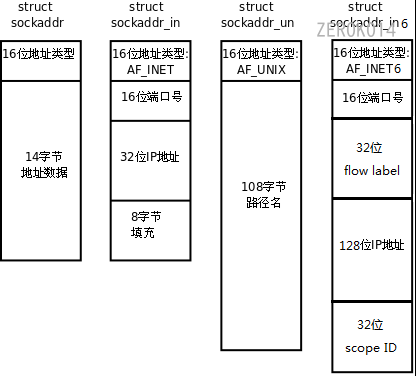 struct
sockaddr
16位地址类型
14字节
地址数据
struct
sockaddr_in
16位地址类型:
AF_INET
16位端口号
32位IP地址
8字节
填充
struct
sockaddr_un
16位地址类型:
AF_UNIX
108字节
路径名
ZEROK014
struct
sockaddr_in6
16位地址类型:
AF_INET6
16位端口号
32位
flow label
128位IP地址
32位
scope ID